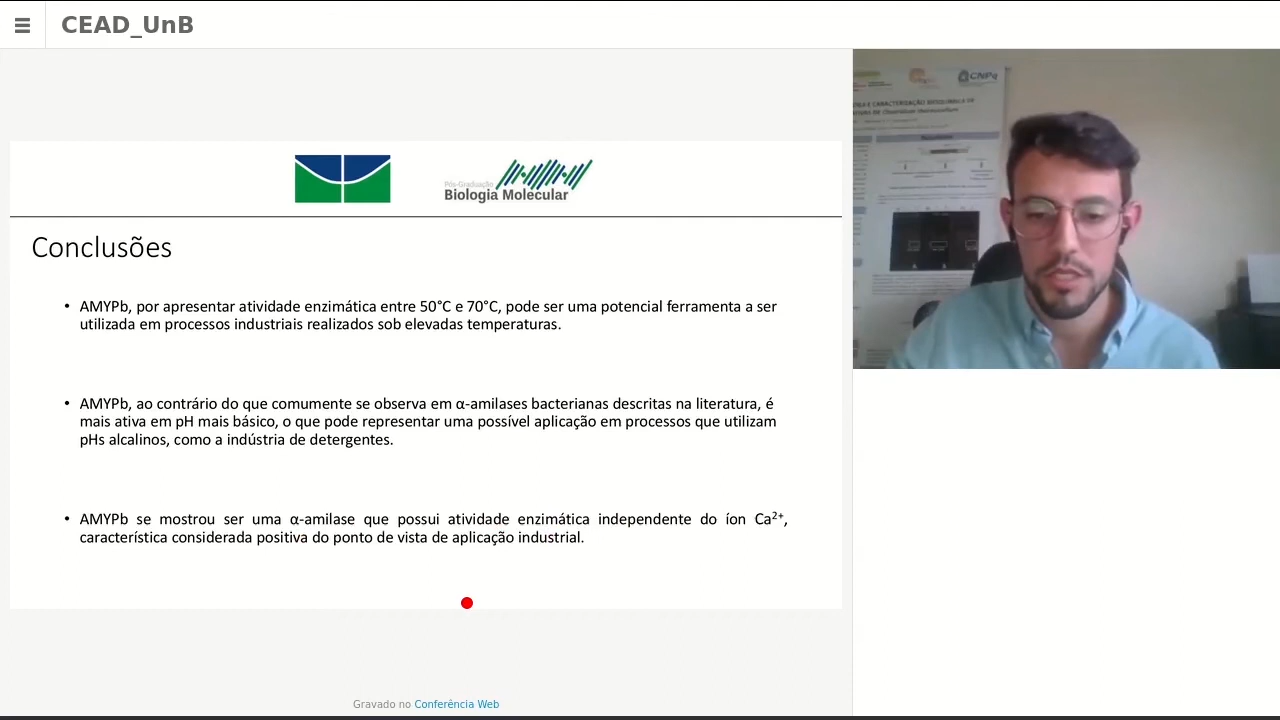 CEAD_UnB
Pós-Graduação
Biologia Molecular
Conclusões
• AMYPb, por apresentar atividade enzimática entre 50°C e 70°C, pode ser uma potencial ferramenta a ser
utilizada em processos industriais realizados sob elevadas temperaturas.
• AMYPb, ao contrário do que comumente se observa em α-amilases bacterianas descritas na literatura, é
mais ativa em pH mais básico, o que pode representar uma possível aplicação em processos que utilizam
pHs alcalinos, como a indústria de detergentes.
• AMYPb se mostrou ser uma α-amilase que possui atividade enzimática independente do íon Ca²⁺,
característica considerada positiva do ponto de vista de aplicação industrial.
Gravado no Conferência Web
CNPq